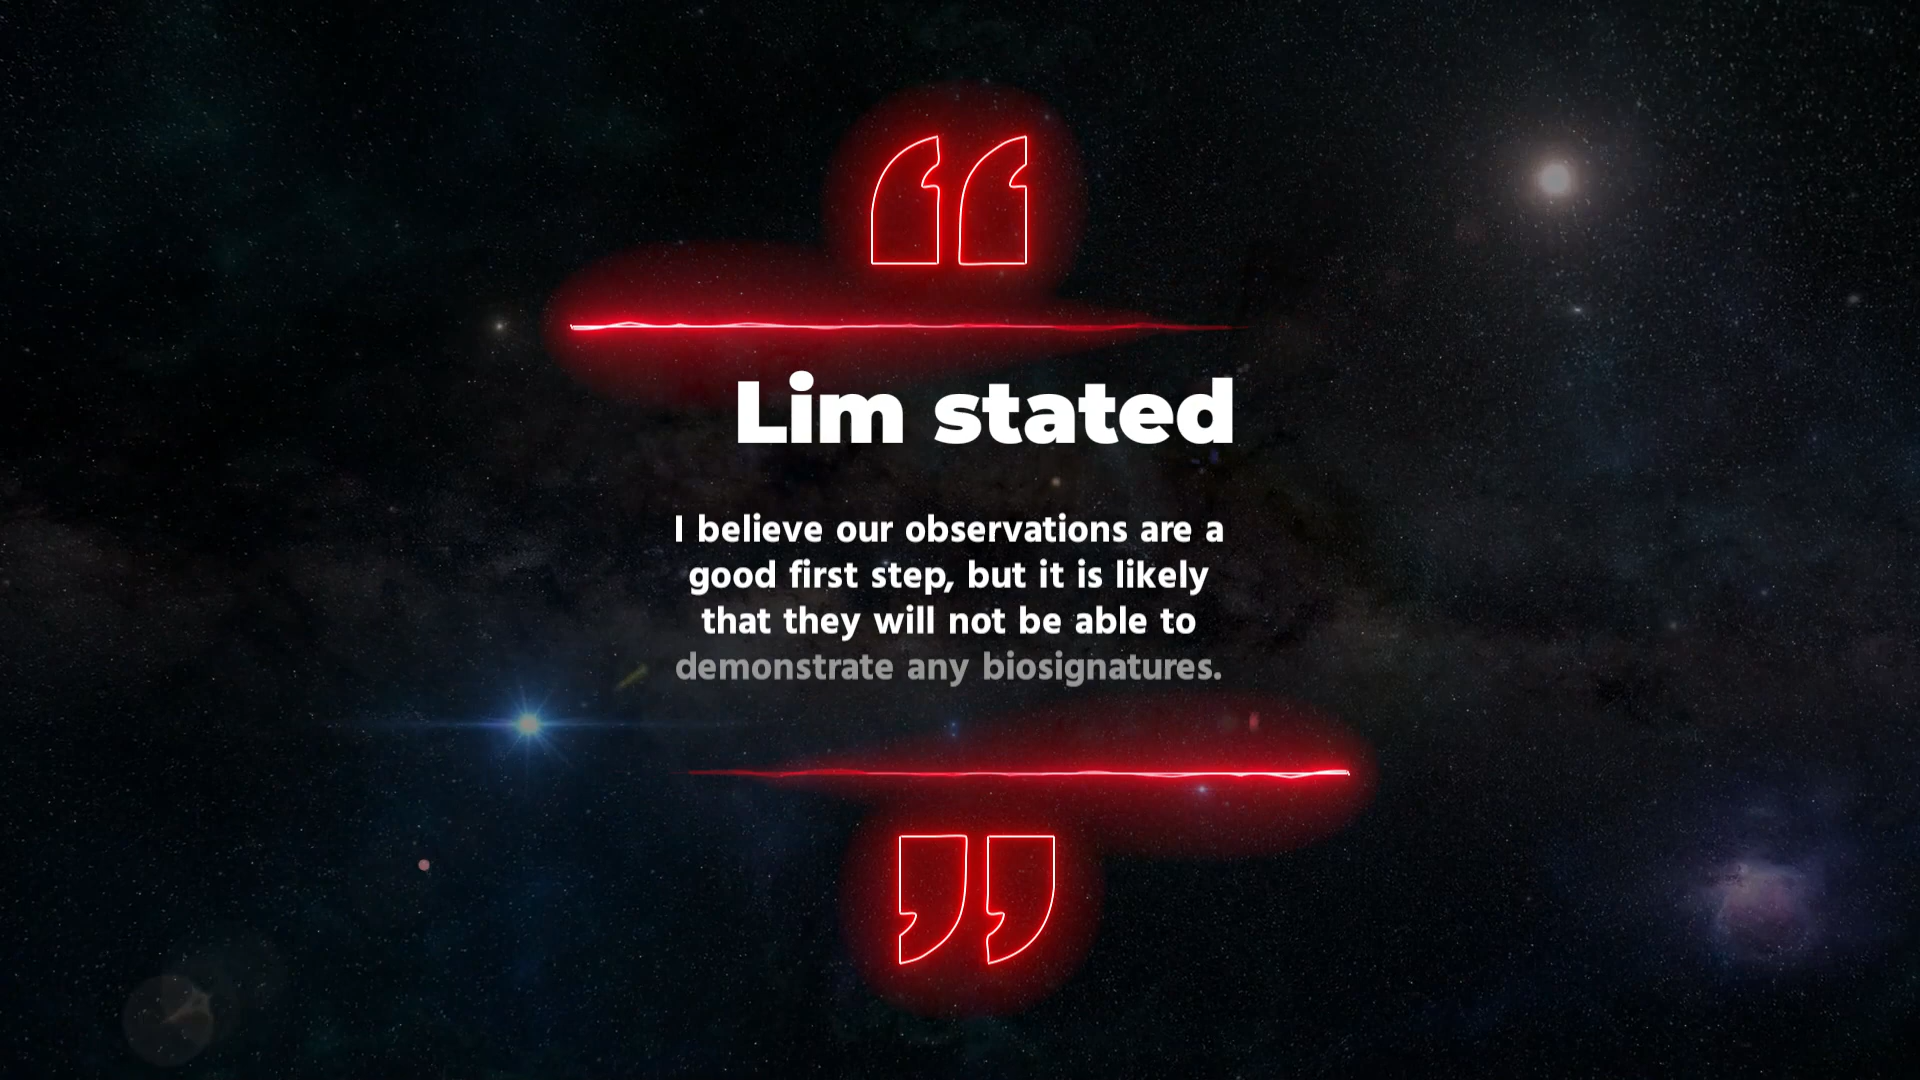 Lim stated
I believe our observations are a
good first step, but it is likely
that they will not be able to
demonstrate any biosignatures.